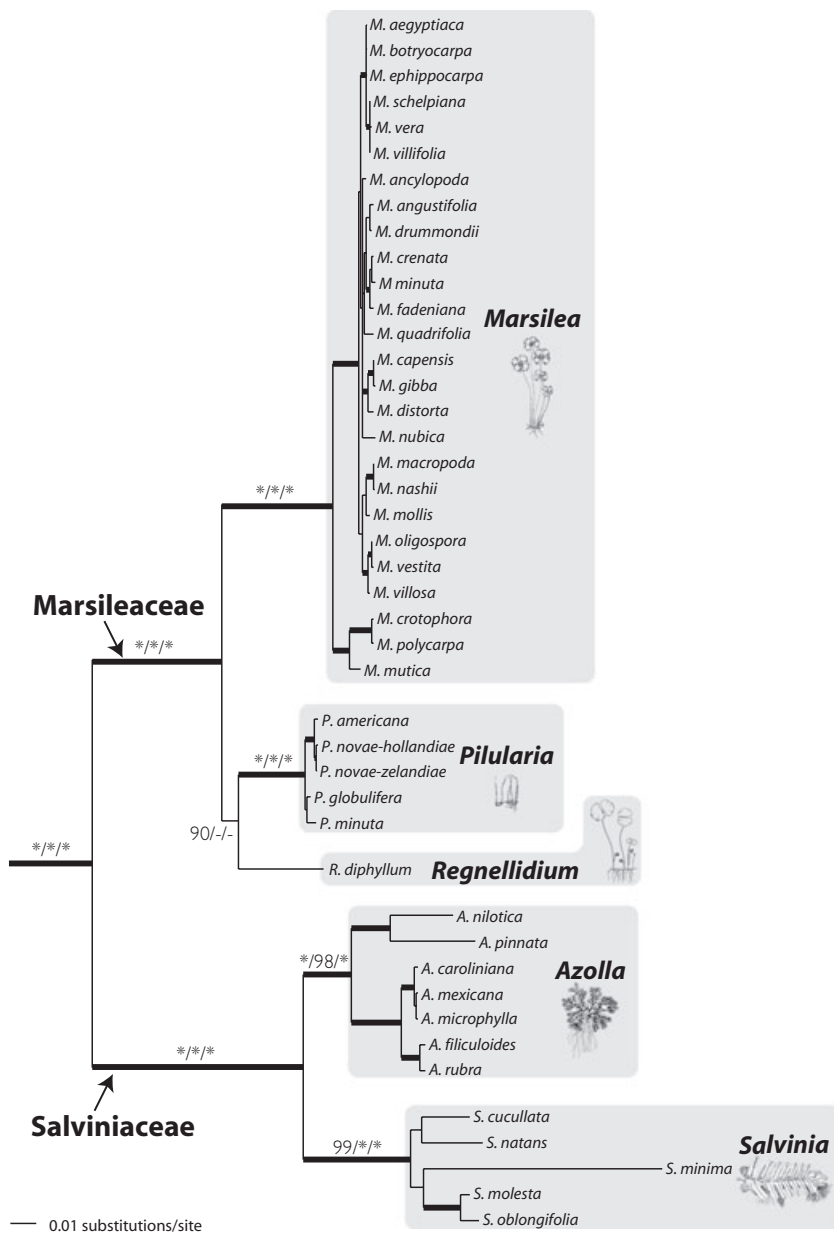 M. aegyptiaca
M. botryocarpa
M. ephippocarpa
M. schelpiana
M. vera
M. villifolia
M. ancylopoda
M. angustifolia
M. drummondii
M. crenata
M minuta
M. fadeniana
Marsilea
M. quadrifolia
M. capensis
M. gibba
M. distorta
M. nubica
M. macropoda
M. nashii
*/*/*
M. mollis
M. oligospora
M. vestita
M. villosa
Marsileaceae
M. crotophora
*/*/*
M. polycarpa
M. mutica
P. americana
P. novae-hollandiae
Pilularia
P. novae-zelandiae
*/*/*
P. globulifera
P. minuta
90/-/-
*/*/*
R. diphyllum
Regnellidium
A. nilotica
A. pinnata
*/98/*
A. caroliniana
Azolla
A. mexicana
A. microphylla
A. filiculoides
*/*/*
A. rubra
Salviniaceae
S. cucullata
S. natans
Salvinia
99/*/*
S. minima
S. molesta
S. oblongifolia
0.01 substitutions/site